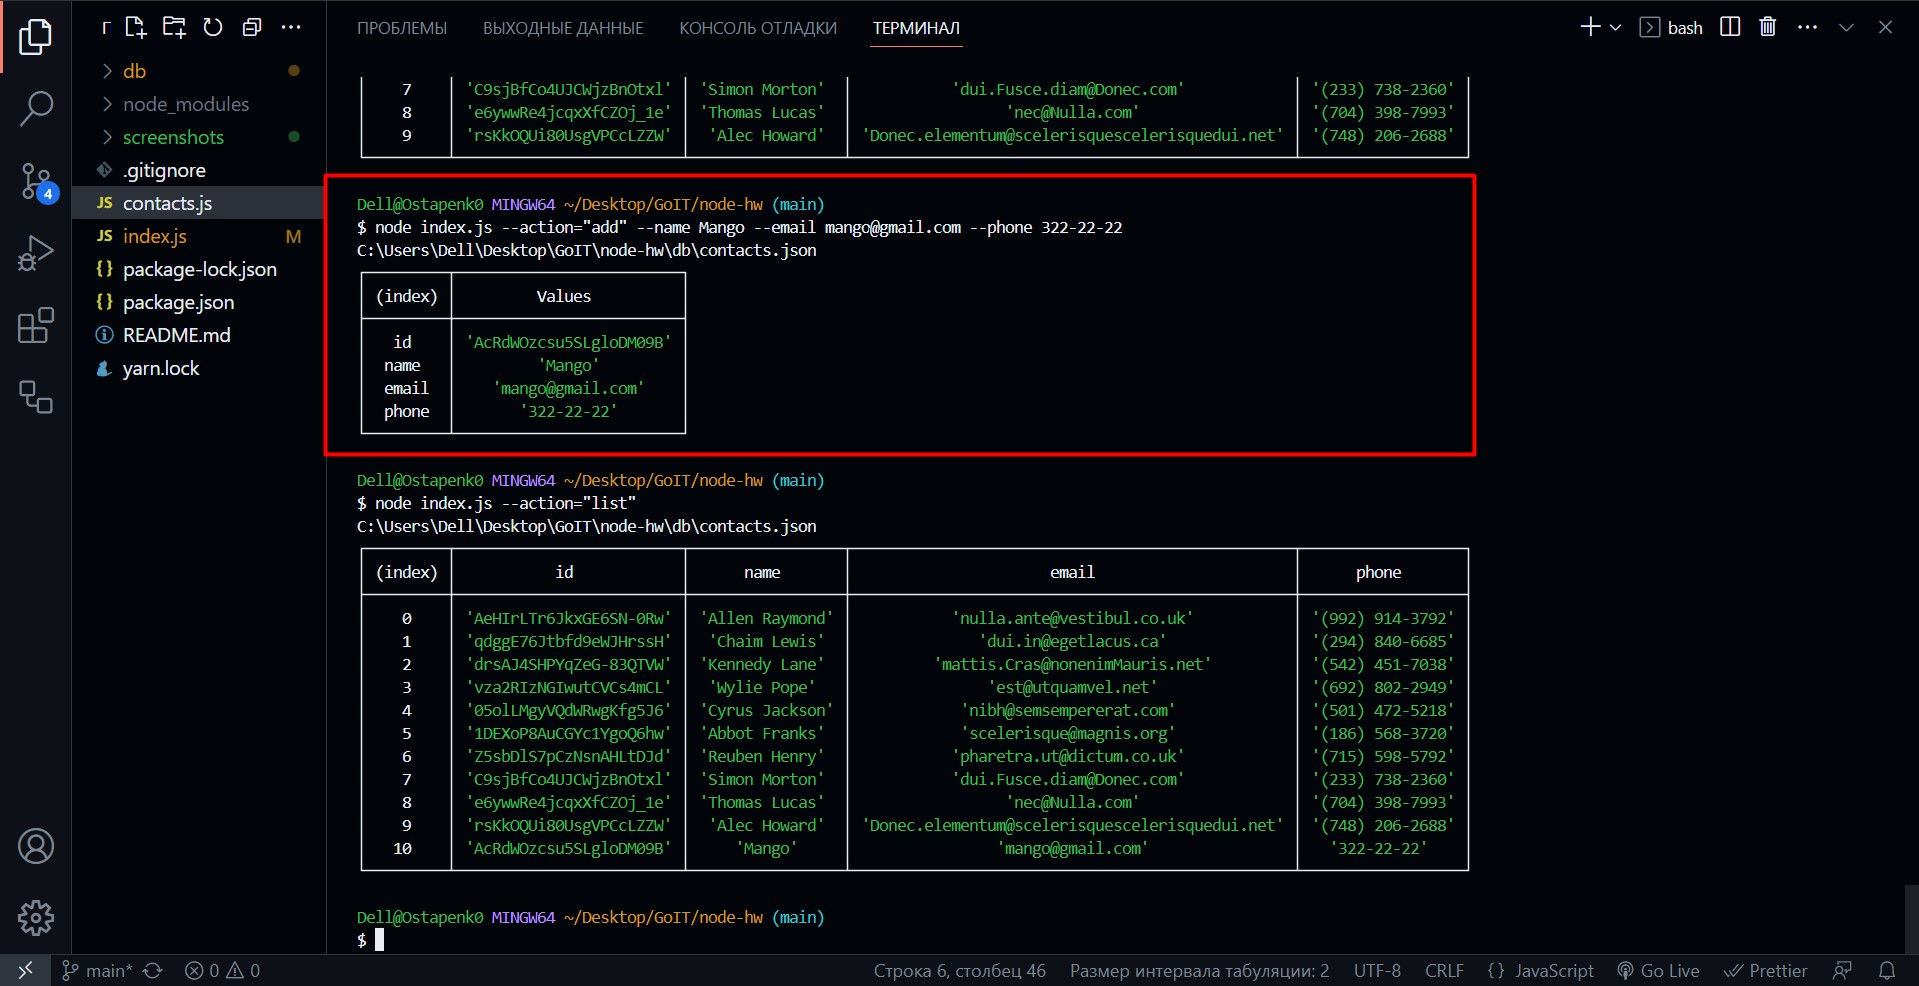 Г
ПРОБЛЕМЫ ВЫХОДНЫЕ ДАННЫЕ КОНСОЛЬ ОТЛАДКИ ТЕРМИНАЛ
bash
db
node_modules
screenshots
.gitignore
JS contacts.js
JS index.js M
{} package-lock.json
{} package.json
README.md
yarn.lock
4
7 'C9sjBfCo4UJCWjzBnOtxl' 'Simon Morton' 'dui.Fusce.diam@Donec.com' '(233) 738-2360'
8 'e6ywwRe4jcqxXfCZOj_1e' 'Thomas Lucas' 'nec@Nulla.com' '(704) 398-7993'
9 'rsKkOQUi80UsgVPCcLZZW' 'Alec Howard' 'Donec.elementum@scelerisquescelerisquedui.net' '(748) 206-2688'
Dell@Ostapenk0 MINGW64 ~/Desktop/GoIT/node-hw (main)
$ node index.js --action="add" --name Mango --email mango@gmail.com --phone 322-22-22
C:\Users\Dell\Desktop\GoIT\node-hw\db\contacts.json
(index) Values
id 'AcRdWOzcsu5SLgloDM09B'
name 'Mango'
email 'mango@gmail.com'
phone '322-22-22'
Dell@Ostapenk0 MINGW64 ~/Desktop/GoIT/node-hw (main)
$ node index.js --action="list"
C:\Users\Dell\Desktop\GoIT\node-hw\db\contacts.json
(index) id name email phone
0 'AeHIrLTr6JkxGE6SN-0Rw' 'Allen Raymond' 'nulla.ante@vestibul.co.uk' '(992) 914-3792'
1 'qdggE76Jtbfd9eWJHrssH' 'Chaim Lewis' 'dui.in@egetlacus.ca' '(294) 840-6685'
2 'drsAJ4SHPYqZeG-83QTVW' 'Kennedy Lane' 'mattis.Cras@nonenimMauris.net' '(542) 451-7038'
3 'vza2RIzNGIwutCVCs4mCL' 'Wylie Pope' 'est@utquamvel.net' '(692) 802-2949'
4 '05olLMgyVQdWRwgKfg5J6' 'Cyrus Jackson' 'nibh@semsempererat.com' '(501) 472-5218'
5 '1DEXoP8AuCGYc1YgoQ6hw' 'Abbot Franks' 'scelerisque@magnis.org' '(186) 568-3720'
6 'Z5sbDlS7pCzNsnAHLtDJd' 'Reuben Henry' 'pharetra.ut@dictum.co.uk' '(715) 598-5792'
7 'C9sjBfCo4UJCWjzBnOtxl' 'Simon Morton' 'dui.Fusce.diam@Donec.com' '(233) 738-2360'
8 'e6ywwRe4jcqxXfCZOj_1e' 'Thomas Lucas' 'nec@Nulla.com' '(704) 398-7993'
9 'rsKkOQUi80UsgVPCcLZZW' 'Alec Howard' 'Donec.elementum@scelerisquescelerisquedui.net' '(748) 206-2688'
10 'AcRdWOzcsu5SLgloDM09B' 'Mango' 'mango@gmail.com' '322-22-22'
Dell@Ostapenk0 MINGW64 ~/Desktop/GoIT/node-hw (main)
$
main* 0 0 Строка 6, столбец 46 Размер интервала табуляции: 2 UTF-8 CRLF {} JavaScript Go Live Prettier